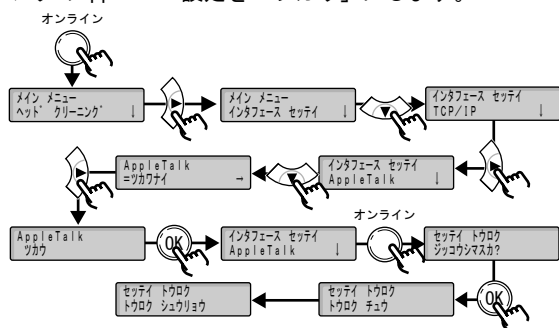 オンライン
メイン メニュー
ヘッド クリーニング ↓
メイン メニュー
インタフェース セッテイ ↓
インタフェース セッテイ
TCP/IP ↓
インタフェース セッテイ
AppleTalk ↓
AppleTalk
=ツカワナイ →
AppleTalk
ツカウ
OK
インタフェース セッテイ
AppleTalk ↓
オンライン
セッテイ トウロク
ジッコウシマスカ?
OK
セッテイ トウロク
トウロク チュウ
セッテイ トウロク
トウロク シュウリョウ